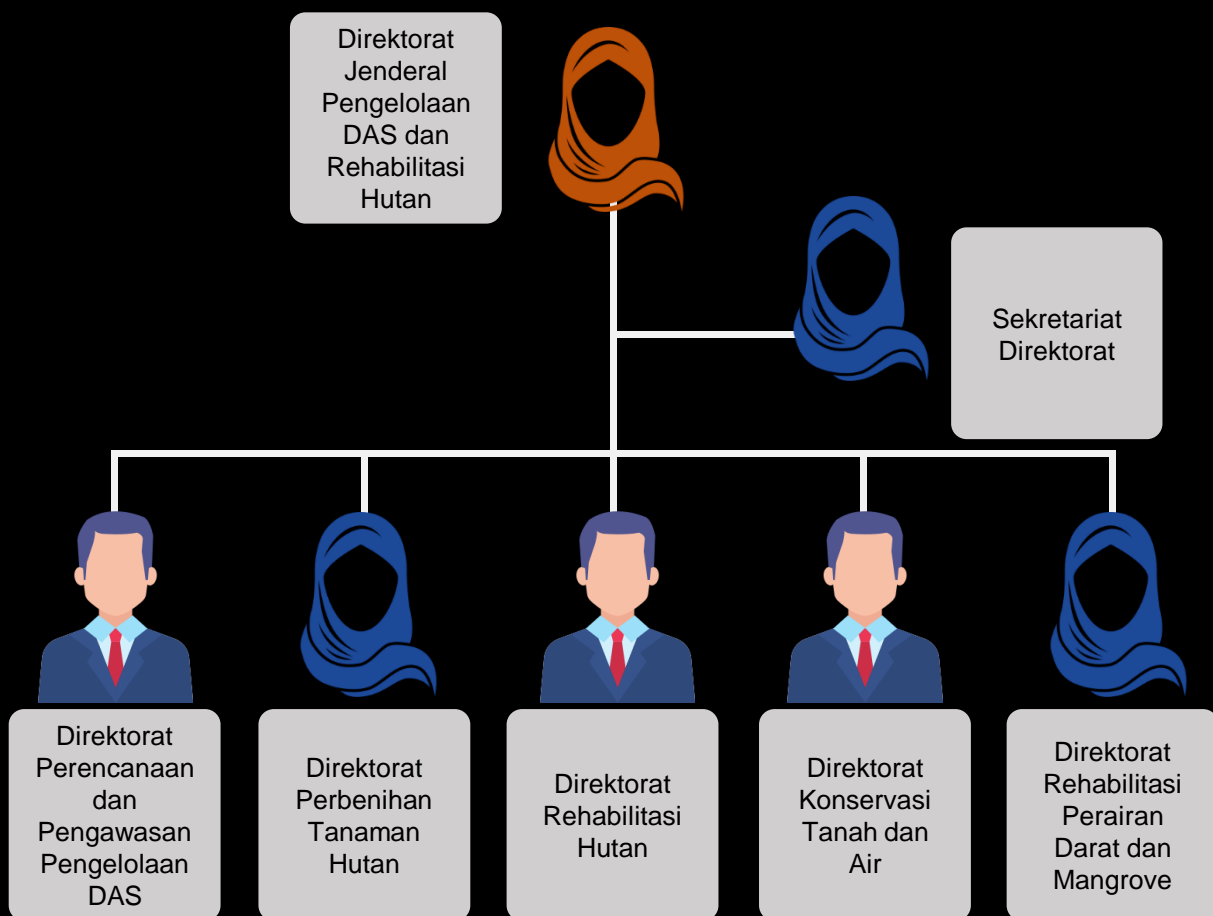 Direktorat
Jenderal
Pengelolaan
DAS dan
Rehabilitasi
Hutan
Sekretariat
Direktorat
Direktorat
Perencanaan
dan
Pengawasan
Pengelolaan
DAS
Direktorat
Perbenihan
Tanaman
Hutan
Direktorat
Rehabilitasi
Hutan
Direktorat
Konservasi
Tanah dan
Air
Direktorat
Rehabilitasi
Perairan
Darat dan
Mangrove